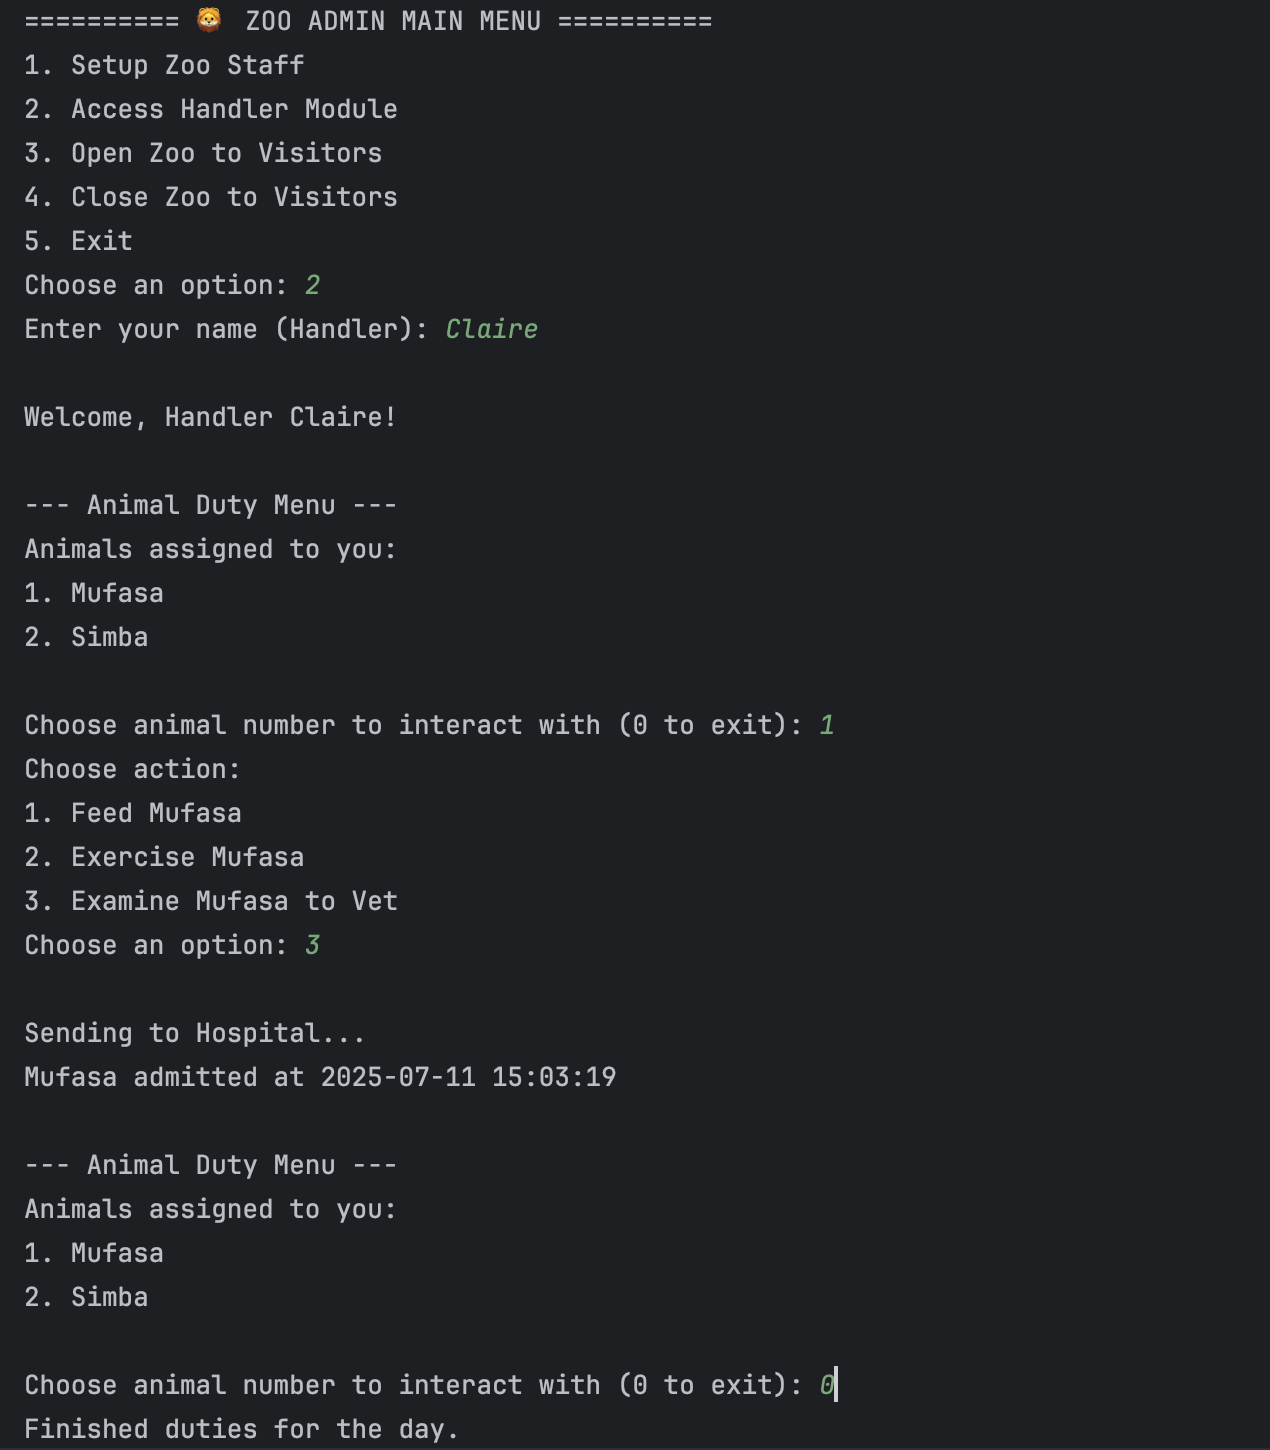 ========== 🦁 ZOO ADMIN MAIN MENU ==========
1. Setup Zoo Staff
2. Access Handler Module
3. Open Zoo to Visitors
4. Close Zoo to Visitors
5. Exit
Choose an option: 2
Enter your name (Handler): Claire
Welcome, Handler Claire!
--- Animal Duty Menu ---
Animals assigned to you:
1. Mufasa
2. Simba
Choose animal number to interact with (0 to exit): 1
Choose action:
1. Feed Mufasa
2. Exercise Mufasa
3. Examine Mufasa to Vet
Choose an option: 3
Sending to Hospital...
Mufasa admitted at 2025-07-11 15:03:19
--- Animal Duty Menu ---
Animals assigned to you:
1. Mufasa
2. Simba
Choose animal number to interact with (0 to exit): 0
Finished duties for the day.